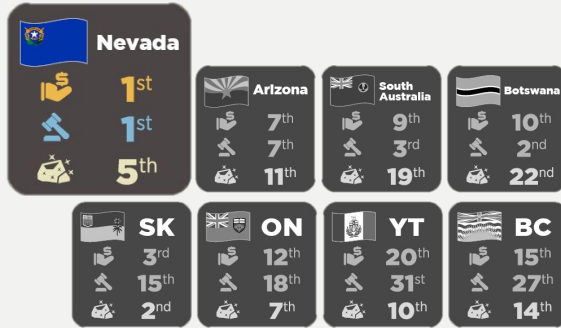 Nevada
1st
1st
5th
Arizona
7th
7th
11th
South
Australia
9th
3rd
19th
Botswana
10th
2nd
22nd
SK
3rd
15th
2nd
ON
12th
18th
7th
YT
20th
31st
10th
BC
15th
27th
14th